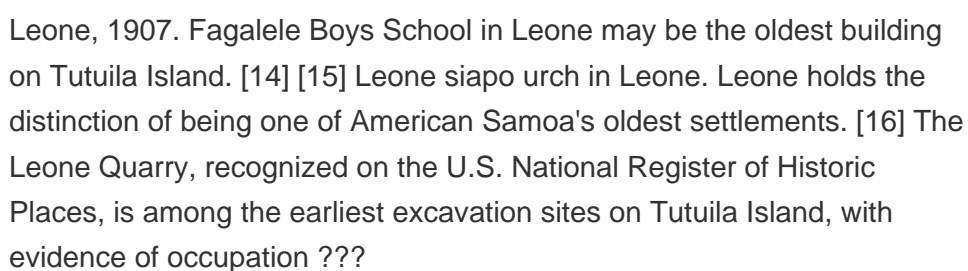 Leone, 1907. Fagalele Boys School in Leone may be the oldest building
on Tutuila Island. [14] [15] Leone siapo urch in Leone. Leone holds the
distinction of being one of American Samoa's oldest settlements. [16] The
Leone Quarry, recognized on the U.S. National Register of Historic
Places, is among the earliest excavation sites on Tutuila Island, with
evidence of occupation ???